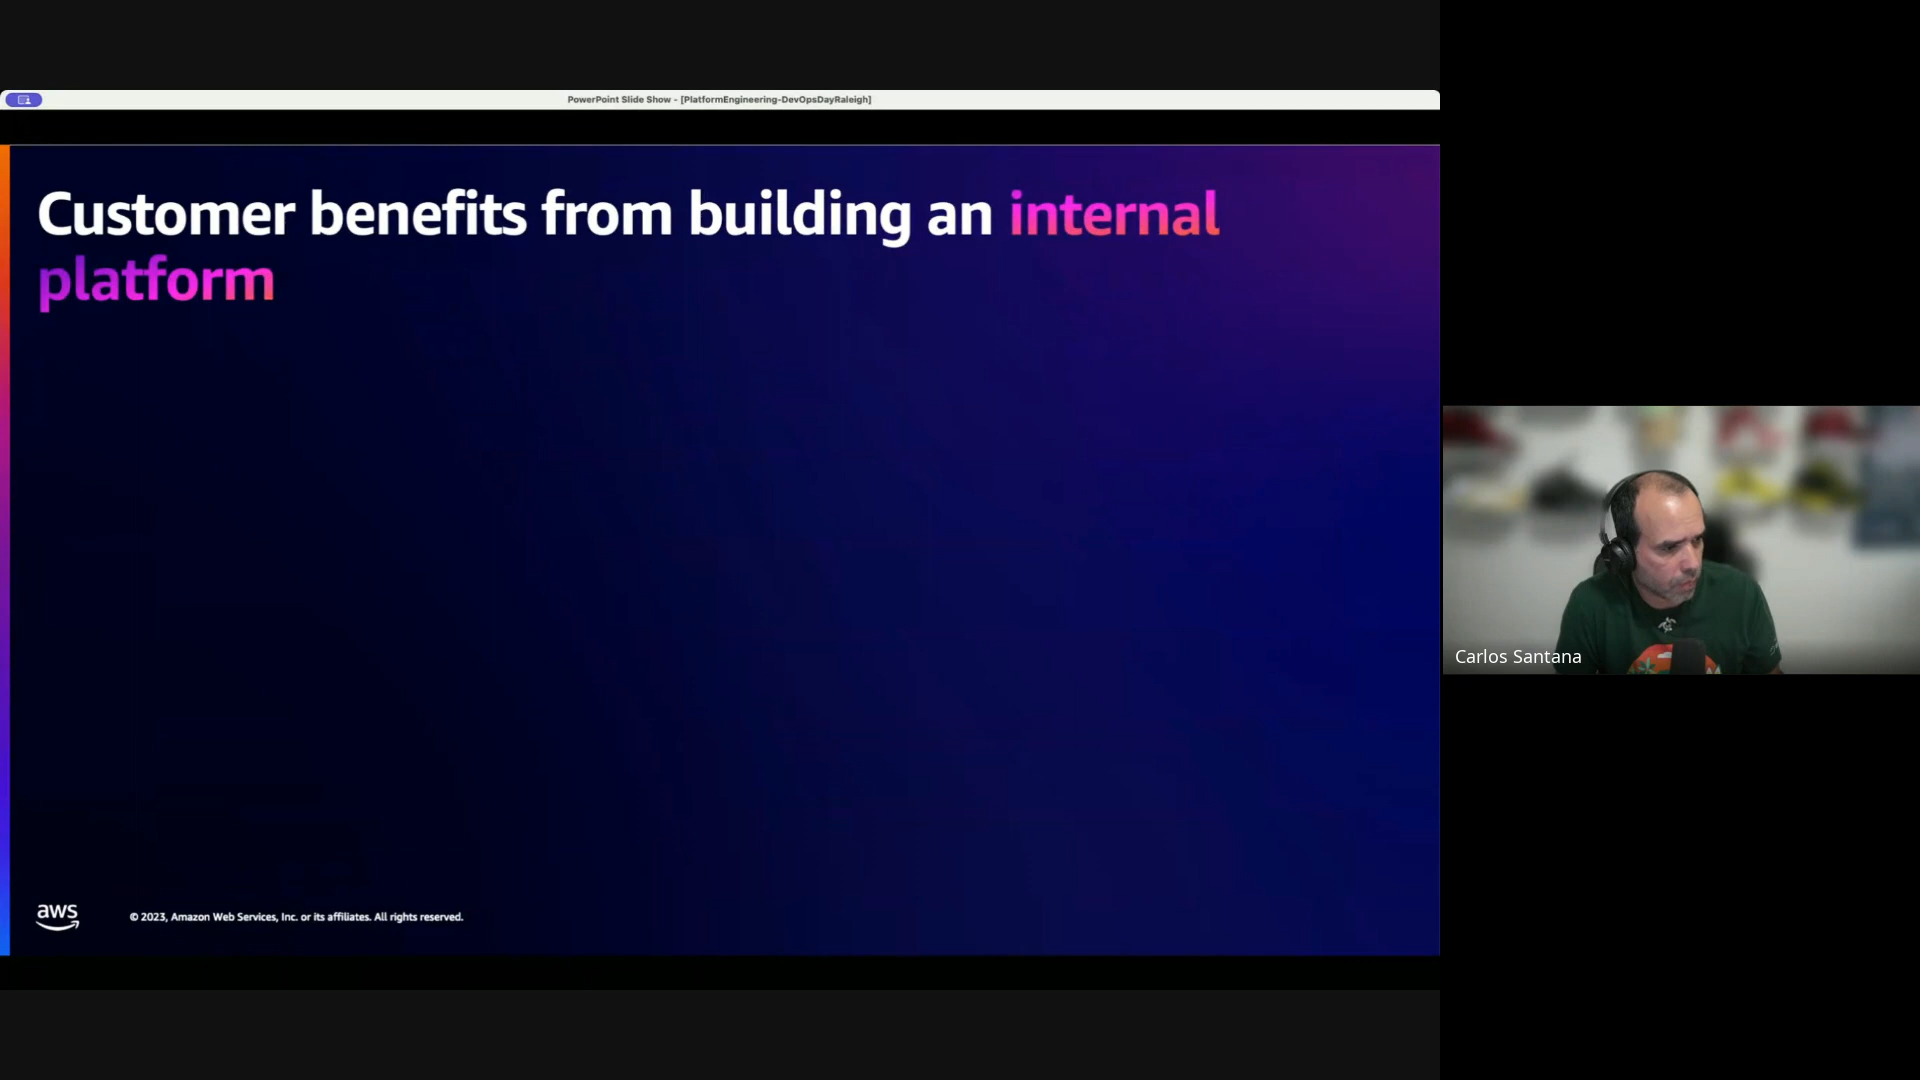 PowerPoint Slide Show - [PlatformEngineering-DevOpsDayRaleigh]
Customer benefits from building an internal
platform
aws
© 2023, Amazon Web Services, Inc. or its affiliates. All rights reserved.
Carlos Santana